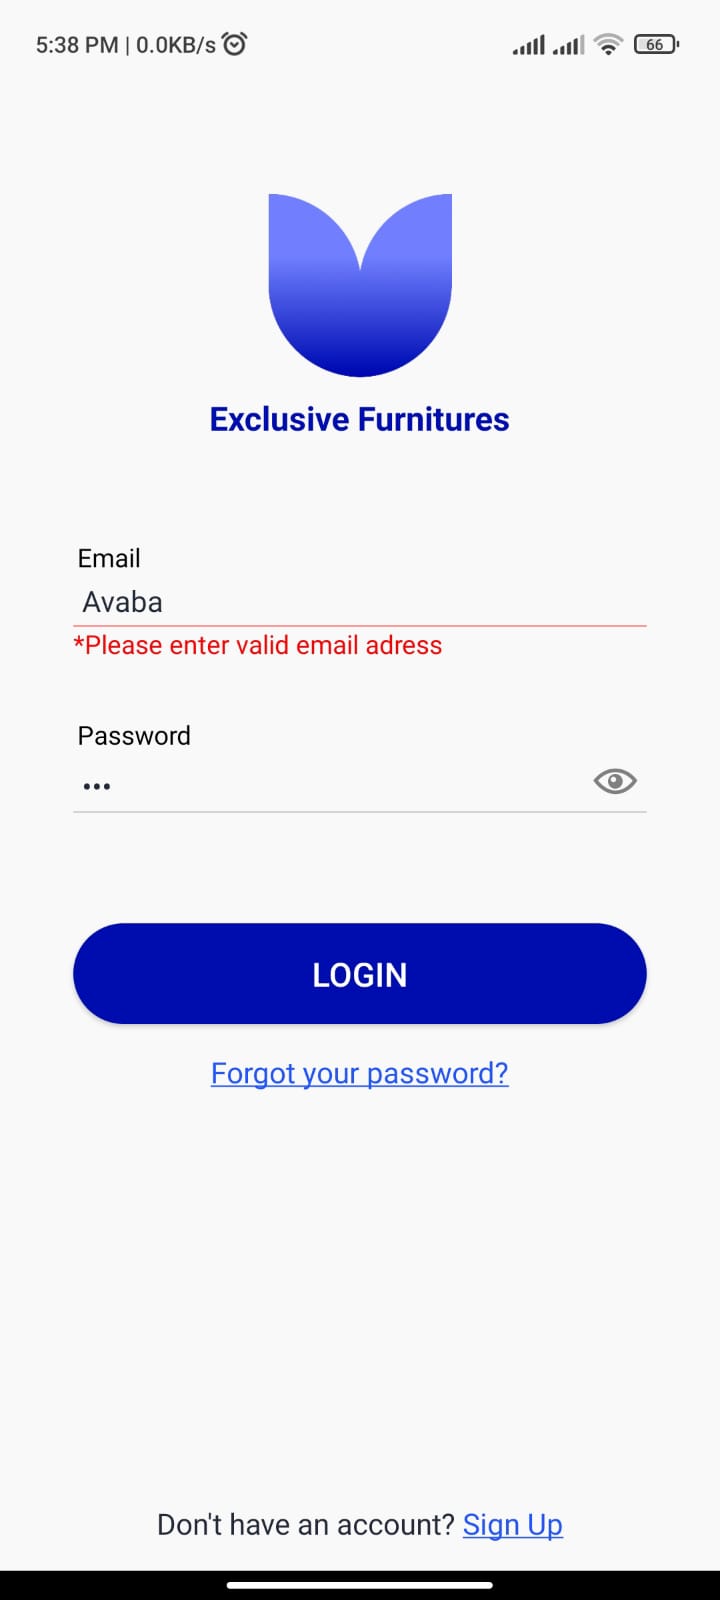 5:38 PM | 0.0KB/s
66
Exclusive Furnitures
Email
Avaba
*Please enter valid email adress
Password
•••
LOGIN
Forgot your password?
Don't have an account? Sign Up